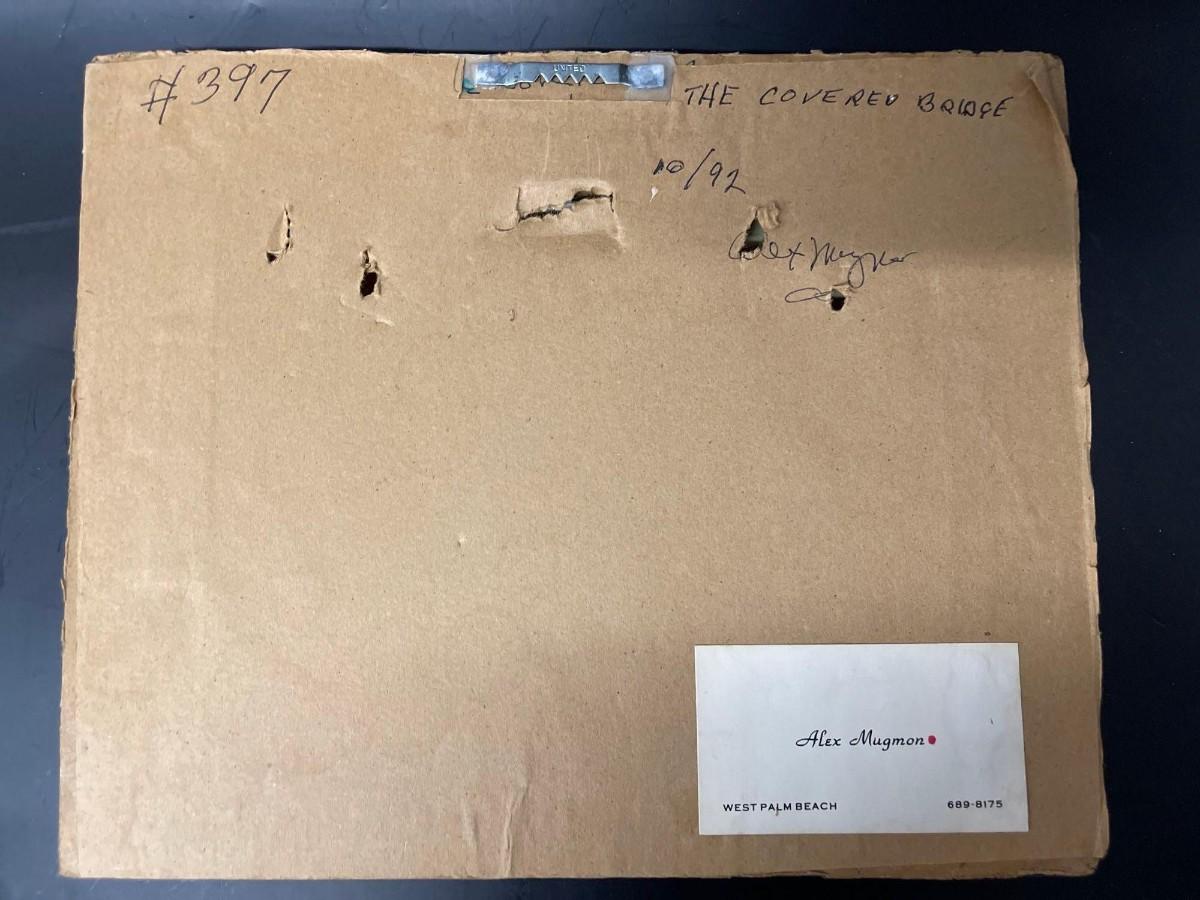 #397
UNITED
THE COVERED BRIDGE
10/92
Alex Mugmon
Alex Mugmon
WEST PALM BEACH
689-8175